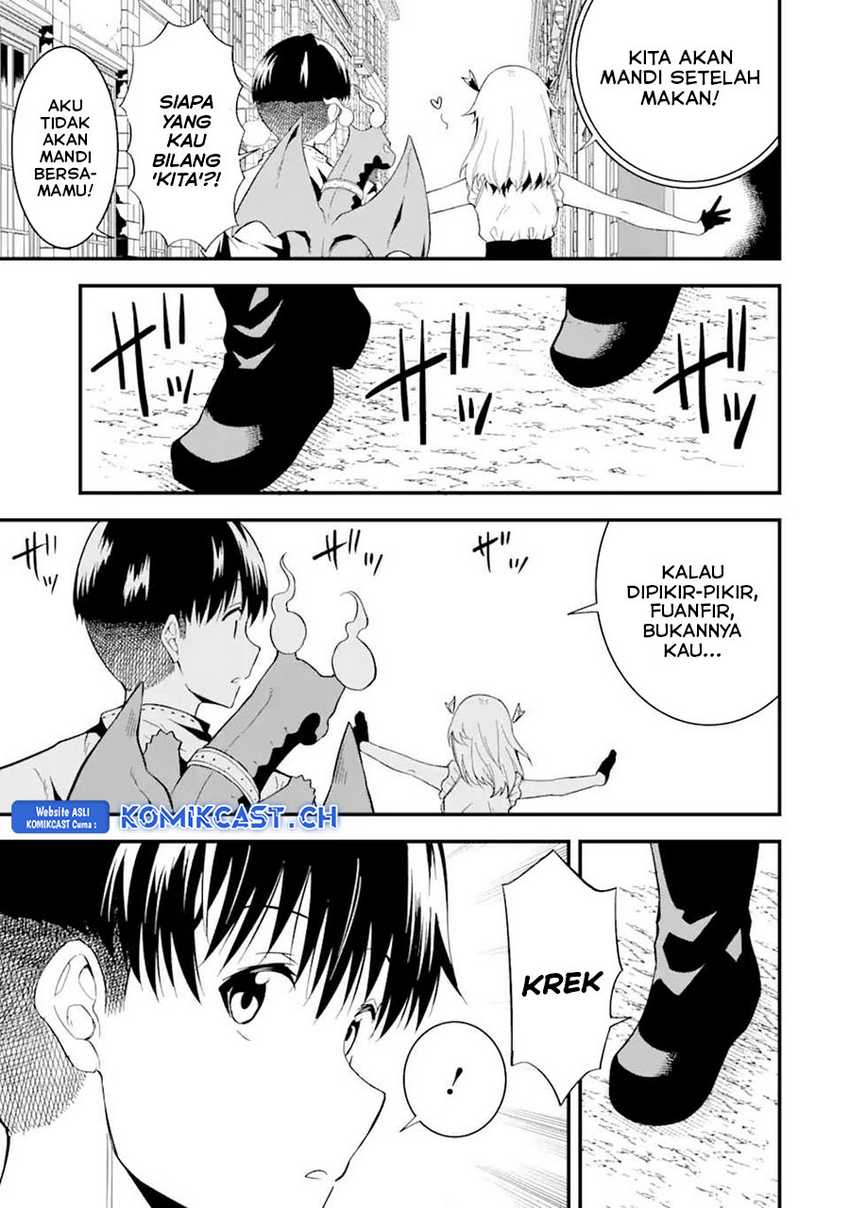 KITA AKAN
MANDI SETELAH
MAKAN!
SIAPA
YANG
KAU
BILANG
'KITA'?!
AKU
TIDAK
AKAN
MANDI
BERSA-
MAMU!
ザッ
ザッ
ザッ
ザッ
ザッ
ザッ
KALAU
DIPIKIR-PIKIR,
FUANFIR,
BUKANNYA
KAU...
Website ASLI
KOMIKCAST Cuma :
KOMIKCAST.CH
KREK
!